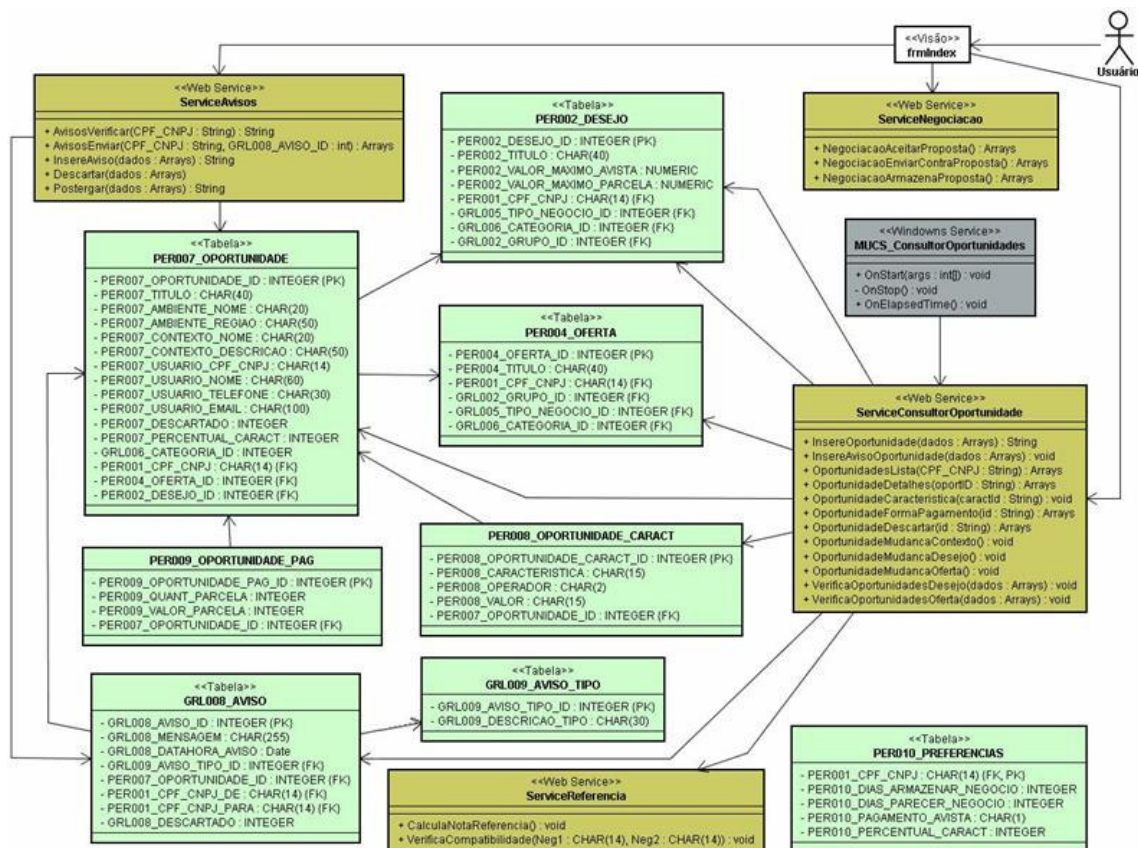 <<Visão>>
frmIndex
Usuário
<<Web Service>>
ServiceAvisos
+ AvisosVerificar(CPF_CNPJ : String) : String
+ AvisosEnviar(CPF_CNPJ : String, GRL008_AVISO_ID : int) : Arrays
+ InsereAviso(dados : Arrays) : String
+ Descartar(dados : Arrays)
+ Postergar(dados : Arrays) : String
<<Tabela>>
PER002_DESEJO
- PER002_DESEJO_ID : INTEGER {PK}
- PER002_TITULO : CHAR(40)
- PER002_VALOR_MAXIMO_AVISTA : NUMERIC
- PER002_VALOR_MAXIMO_PARCELA : NUMERIC
- PER001_CPF_CNPJ : CHAR(14) {FK}
- GRL005_TIPO_NEGOCIO_ID : INTEGER {FK}
- GRL006_CATEGORIA_ID : INTEGER {FK}
- GRL002_GRUPO_ID : INTEGER {FK}
<<Web Service>>
ServiceNegociacao
+ NegociacaoAceitarProposta() : Arrays
+ NegociacaoEnviarContraProposta() : Arrays
+ NegociacaoArmazenaProposta() : Arrays
<<Windowns Service>>
MUCS_ConsultorOportunidades
+ OnStart(args : int[]) : void
- OnStop() : void
+ OnElapsedTime() : void
<<Tabela>>
PER007_OPORTUNIDADE
- PER007_OPORTUNIDADE_ID : INTEGER {PK}
- PER007_TITULO : CHAR(40)
- PER007_AMBIENTE_NOME : CHAR(20)
- PER007_AMBIENTE_REGIAO : CHAR(50)
- PER007_CONTEXTO_NOME : CHAR(20)
- PER007_CONTEXTO_DESCRICAO : CHAR(50)
- PER007_USUARIO_CPF_CNPJ : CHAR(14)
- PER007_USUARIO_NOME : CHAR(60)
- PER007_USUARIO_TELEFONE : CHAR(30)
- PER007_USUARIO_EMAIL : CHAR(100)
- PER007_DESCARTADO : INTEGER
- PER007_PERCENTUAL_CARACT : INTEGER
- GRL006_CATEGORIA_ID : INTEGER
- PER001_CPF_CNPJ : CHAR(14) {FK}
- PER004_OFERTA_ID : INTEGER {FK}
- PER002_DESEJO_ID : INTEGER {FK}
<<Tabela>>
PER004_OFERTA
- PER004_OFERTA_ID : INTEGER {PK}
- PER004_TITULO : CHAR(40)
- PER001_CPF_CNPJ : CHAR(14) {FK}
- GRL002_GRUPO_ID : INTEGER {FK}
- GRL005_TIPO_NEGOCIO_ID : INTEGER {FK}
- GRL006_CATEGORIA_ID : INTEGER {FK}
<<Web Service>>
ServiceConsultorOportunidade
+ InsereOportunidade(dados : Arrays) : String
+ InsereAvisoOportunidade(dados : Arrays) : void
+ OportunidadesLista(CPF_CNPJ : String) : Arrays
+ OportunidadeDetalhes(oportID : String) : Arrays
+ OportunidadeCaracteristica(caractId : String) : void
+ OportunidadeFormaPagamento(id : String) : Arrays
+ OportunidadeDescartar(id : String) : Arrays
+ OportunidadeMudancaContexto() : void
+ OportunidadeMudancaDesejo() : void
+ OportunidadeMudancaOferta() : void
+ VerificaOportunidadesDesejo(dados : Arrays) : void
+ VerificaOportunidadesOferta(dados : Arrays) : void
PER009_OPORTUNIDADE_PAG
- PER009_OPORTUNIDADE_PAG_ID : INTEGER {PK}
- PER009_QUANT_PARCELA : INTEGER
- PER009_VALOR_PARCELA : INTEGER
- PER007_OPORTUNIDADE_ID : INTEGER {FK}
PER008_OPORTUNIDADE_CARACT
- PER008_OPORTUNIDADE_CARACT_ID : INTEGER {PK}
- PER008_CARACTERISTICA : CHAR(15)
- PER008_OPERADOR : CHAR(2)
- PER008_VALOR : CHAR(15)
- PER007_OPORTUNIDADE_ID : INTEGER {FK}
<<Tabela>>
GRL008_AVISO
- GRL008_AVISO_ID : INTEGER {PK}
- GRL008_MENSAGEM : CHAR(255)
- GRL008_DATAHORA_AVISO : Date
- GRL009_AVISO_TIPO_ID : INTEGER {FK}
- PER007_OPORTUNIDADE_ID : INTEGER {FK}
- PER001_CPF_CNPJ_DE : CHAR(14) {FK}
- PER001_CPF_CNPJ_PARA : CHAR(14) {FK}
- GRL008_DESCARTADO : INTEGER
<<Tabela>>
GRL009_AVISO_TIPO
- GRL009_AVISO_TIPO_ID : INTEGER {PK}
- GRL009_DESCRICAO_TIPO : CHAR(30)
<<Web Service>>
ServiceReferencia
+ CalculaNotaReferencia() : void
+ VerificaCompatibilidade(Neg1 : CHAR(14), Neg2 : CHAR(14)) : void
<<Tabela>>
PER010_PREFERENCIAS
- PER001_CPF_CNPJ : CHAR(14) {FK, PK}
- PER010_DIAS_ARMAZENAR_NEGOCIO : INTEGER
- PER010_DIAS_PARECER_NEGOCIO : INTEGER
- PER010_PAGAMENTO_AVISTA : CHAR(1)
- PER010_PERCENTUAL_CARACT : INTEGER